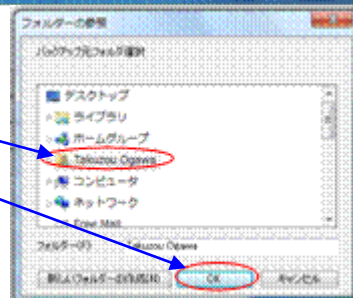 フォルダーの参照
バックアップ元フォルダ選択
デスクトップ
ライブラリ
ホームグループ
Takuzou Ogawa
コンピュータ
ネットワーク
フォルダー(F): Takuzou Ogawa
新しいフォルダーの作成(N) OK キャンセル